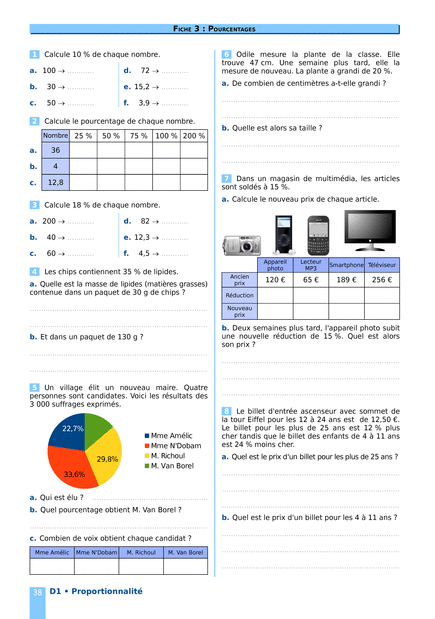 FICHE 3 : POURCENTAGES
1 Calcule 10 % de chaque nombre.
a. 100 → ............ d. 72 → ............
b. 30 → ............ e. 15,2 → ............
c. 50 → ............ f. 3,9 → ............
2 Calcule le pourcentage de chaque nombre.
Nombre 25 % 50 % 75 % 100 % 200 %
a. 36
b. 4
c. 12,8
3 Calcule 18 % de chaque nombre.
a. 200 → ............ d. 82 → ............
b. 40 → ............ e. 12,3 → ............
c. 60 → ............ f. 4,5 → ............
4 Les chips contiennent 35 % de lipides.
a. Quelle est la masse de lipides (matières grasses)
contenue dans un paquet de 30 g de chips ?
b. Et dans un paquet de 130 g ?
5 Un village élit un nouveau maire. Quatre
personnes sont candidates. Voici les résultats des
3 000 suffrages exprimés.
22,7%
29,8%
33,6%
Mme Amélic
Mme N'Dobam
M. Richoul
M. Van Borel
a. Qui est élu ?
b. Quel pourcentage obtient M. Van Borel ?
c. Combien de voix obtient chaque candidat ?
Mme Amélic Mme N'Dobam M. Richoul M. Van Borel
6 Odile mesure la plante de la classe. Elle
trouve 47 cm. Une semaine plus tard, elle la
mesure de nouveau. La plante a grandi de 20 %.
a. De combien de centimètres a-t-elle grandi ?
b. Quelle est alors sa taille ?
7 Dans un magasin de multimédia, les articles
sont soldés à 15 %.
a. Calcule le nouveau prix de chaque article.
Appareil photo Lecteur MP3 Smartphone Téléviseur
Ancien prix 120 € 65 € 189 € 256 €
Réduction
Nouveau prix
b. Deux semaines plus tard, l'appareil photo subit
une nouvelle réduction de 15 %. Quel est alors
son prix ?
8 Le billet d'entrée ascenseur avec sommet de
la tour Eiffel pour les 12 à 24 ans est de 12,50 €.
Le billet pour les plus de 25 ans est 12 % plus
cher tandis que le billet des enfants de 4 à 11 ans
est 24 % moins cher.
a. Quel est le prix d'un billet pour les plus de 25 ans ?
b. Quel est le prix d'un billet pour les 4 à 11 ans ?
38 D1 • Proportionnalité